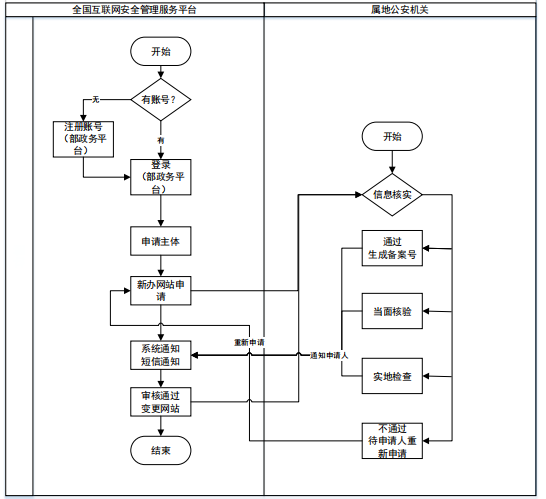 全国互联网安全管理服务平台
属地公安机关
开始
有账号？
无
有
注册账号
（部政务平
台）
登录
（部政务平
台）
申请主体
新办网站申
请
系统通知
短信通知
审核通过
变更网站
结束
开始
信息核实
通过
生成备案号
当面核验
实地检查
不通过
待申请人重
新申请
重新申请
通知申请人